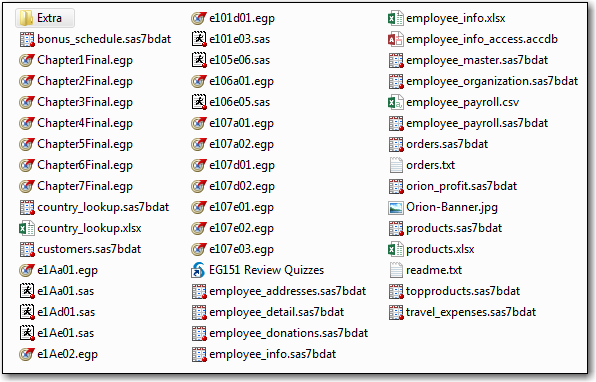 Extra
bonus_schedule.sas7bdat
Chapter1Final.egp
Chapter2Final.egp
Chapter3Final.egp
Chapter4Final.egp
Chapter5Final.egp
Chapter6Final.egp
Chapter7Final.egp
country_lookup.sas7bdat
country_lookup.xlsx
customers.sas7bdat
e1Aa01.egp
e1Aa01.sas
e1Ad01.sas
e1Ae01.sas
e1Ae02.egp
e101d01.egp
e101e03.sas
e105e06.sas
e106a01.egp
e106e05.sas
e107a01.egp
e107a02.egp
e107d01.egp
e107d02.egp
e107e01.egp
e107e02.egp
e107e03.egp
EG151 Review Quizzes
employee_addresses.sas7bdat
employee_detail.sas7bdat
employee_donations.sas7bdat
employee_info.sas7bdat
employee_info.xlsx
employee_info_access.accdb
employee_master.sas7bdat
employee_organization.sas7bdat
employee_payroll.csv
employee_payroll.sas7bdat
orders.sas7bdat
orders.txt
orion_profit.sas7bdat
Orion-Banner.jpg
products.sas7bdat
products.xlsx
readme.txt
topproducts.sas7bdat
travel_expenses.sas7bdat